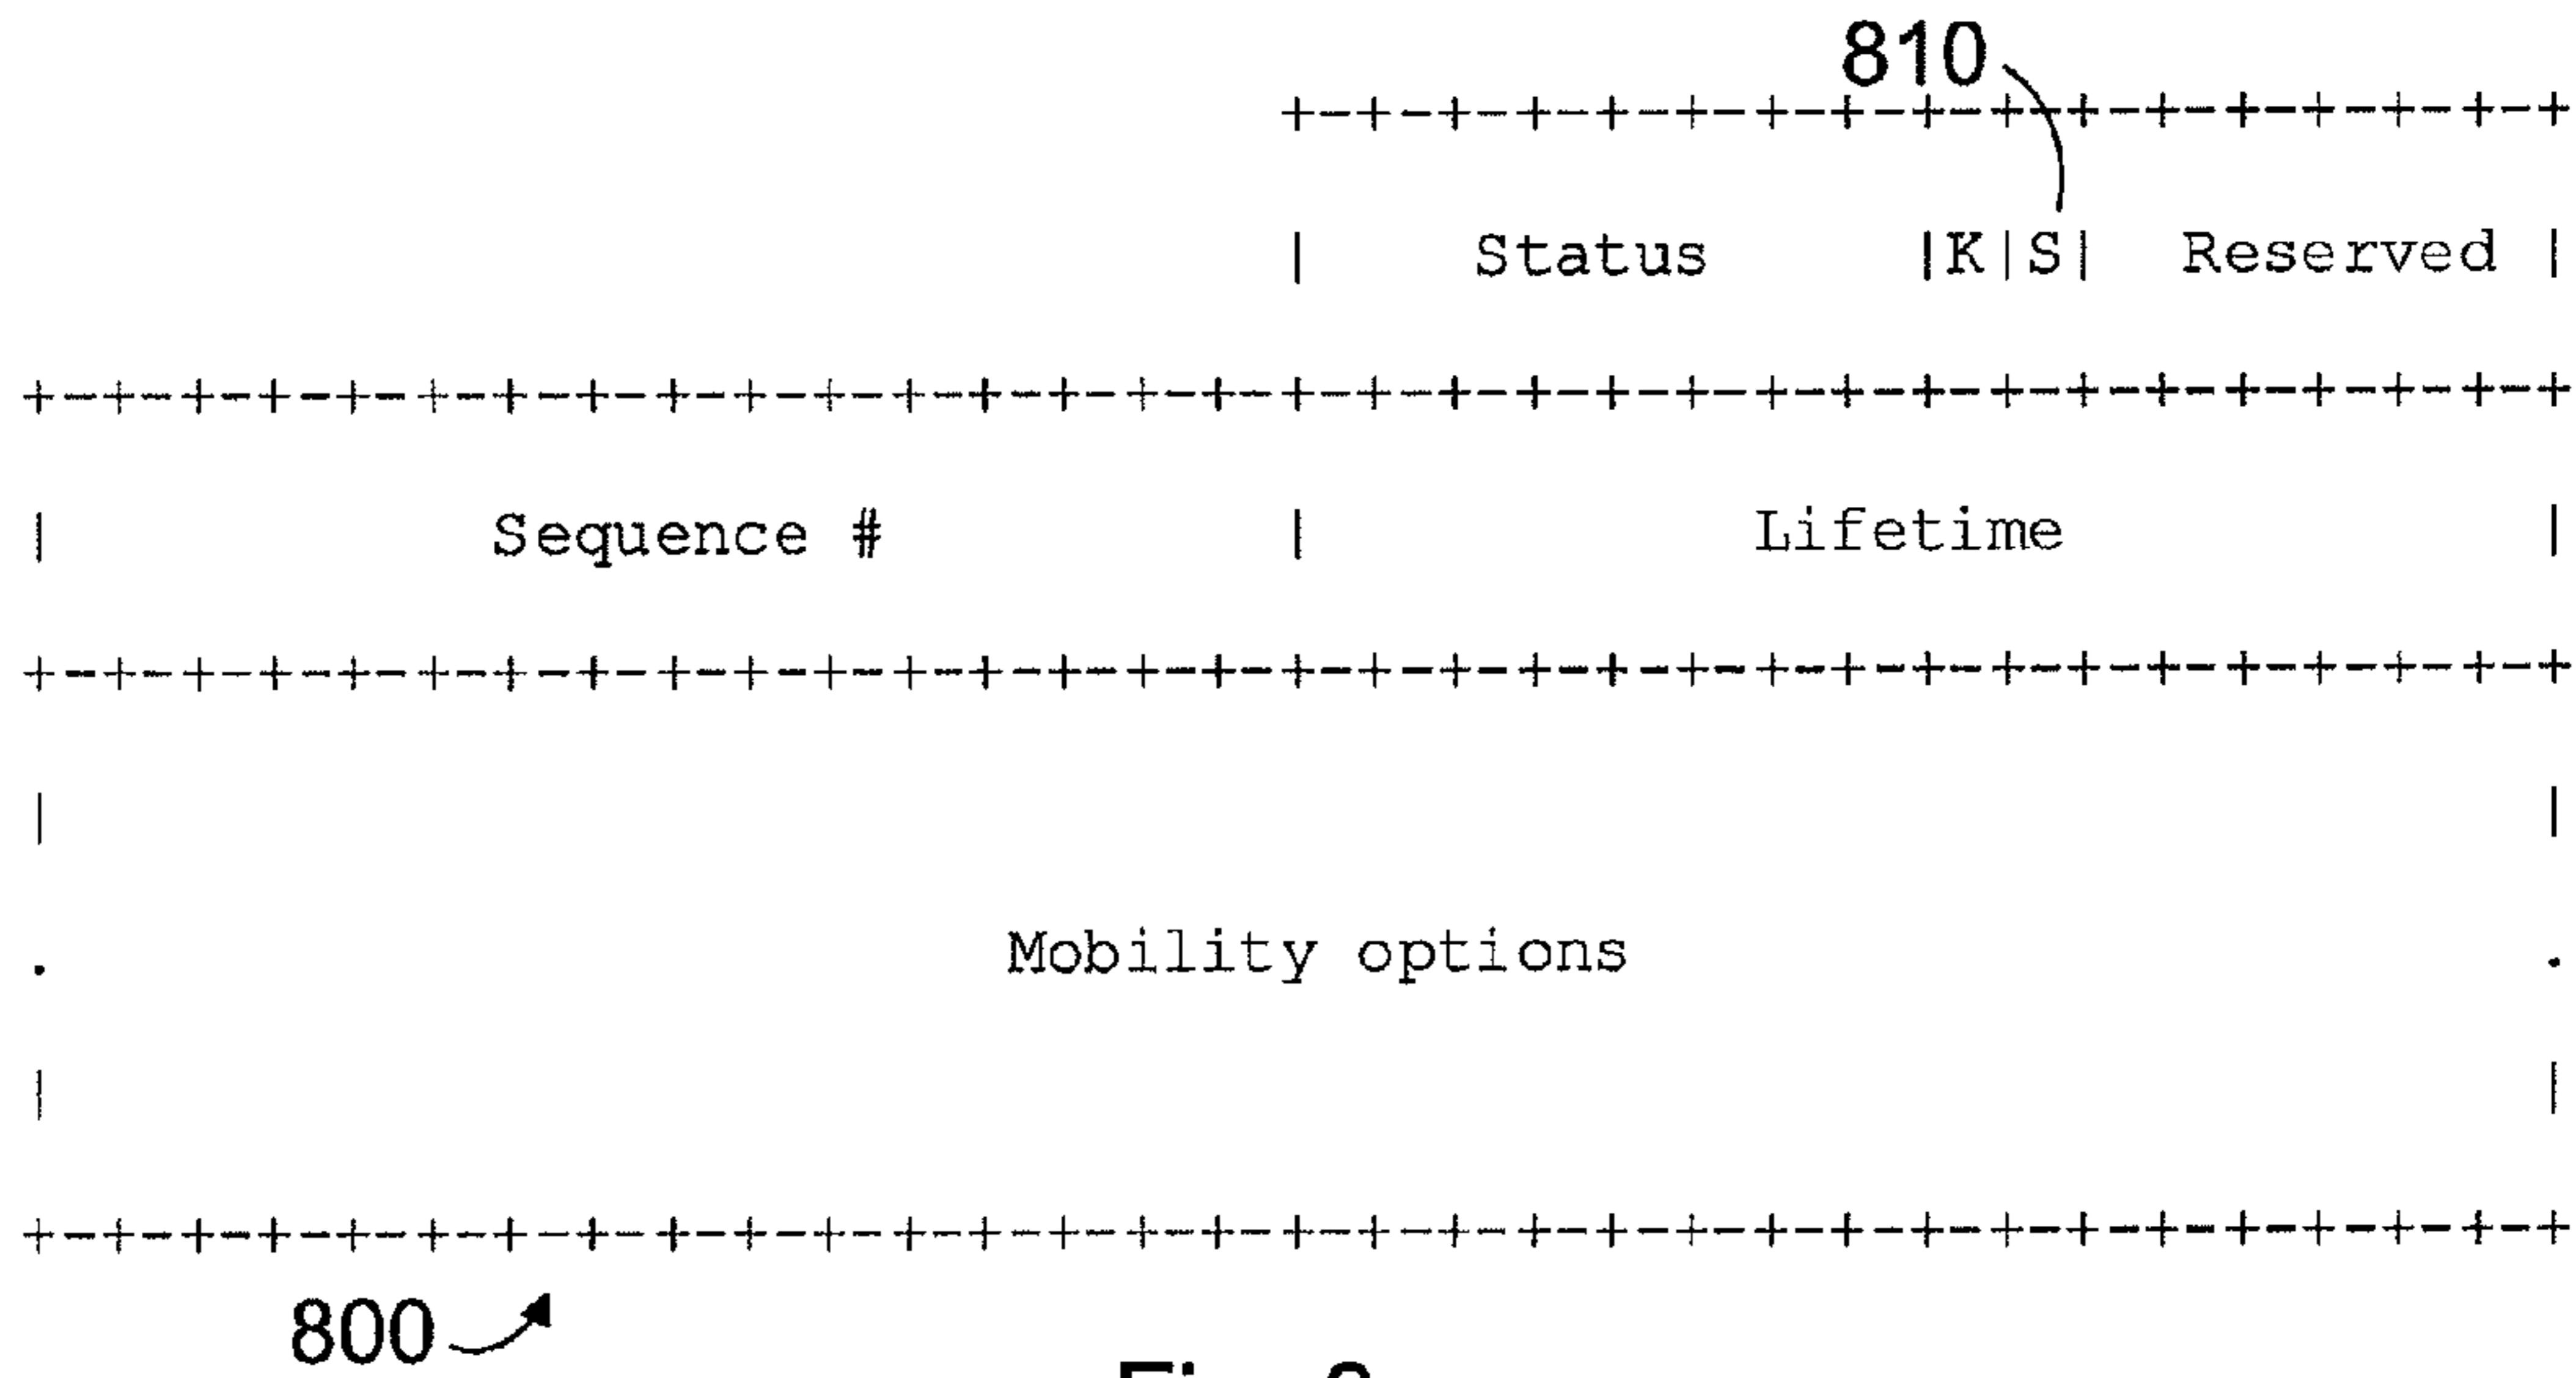 810
+-+-+-+-+-+-+-+-+-+-+-+-+-+-+-+-+
| Status |K|S| Reserved |
+-+-+-+-+-+-+-+-+-+-+-+-+-+-+-+-+-+-+-+-+-+-+-+-+-+-+-+-+-+-+-+-+
| Sequence # | Lifetime |
+-+-+-+-+-+-+-+-+-+-+-+-+-+-+-+-+-+-+-+-+-+-+-+-+-+-+-+-+-+-+-+-+
| |
. Mobility options .
| |
+-+-+-+-+-+-+-+-+-+-+-+-+-+-+-+-+-+-+-+-+-+-+-+-+-+-+-+-+-+-+-+-+
800